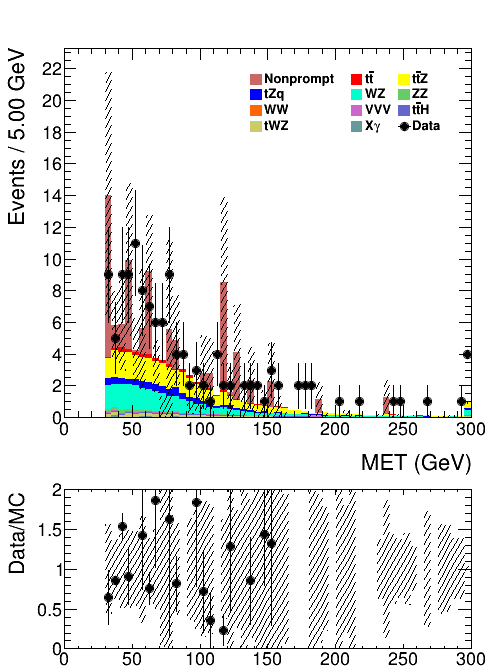 Events / 5.00 GeV
22
20
18
16
14
12
10
8
6
4
2
0
Nonprompt tt̄ tt̄Z
tZq WZ ZZ
WW VVV tt̄H
tWZ Xγ Data
0 50 100 150 200 250 300
MET (GeV)
Data/MC
2
1.5
1
0.5
0
0 50 100 150 200 250 300